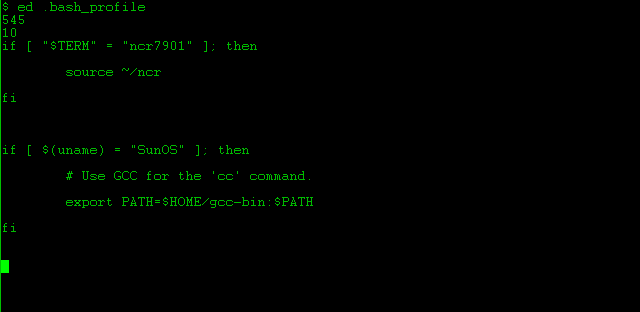 $ ed .bash_profile
545
10
if [ "$TERM" = "ncr7901" ]; then
source ~/ncr
fi
if [ $(uname) = "SunOS" ]; then
# Use GCC for the 'cc' command.
export PATH=$HOME/gcc-bin:$PATH
fi